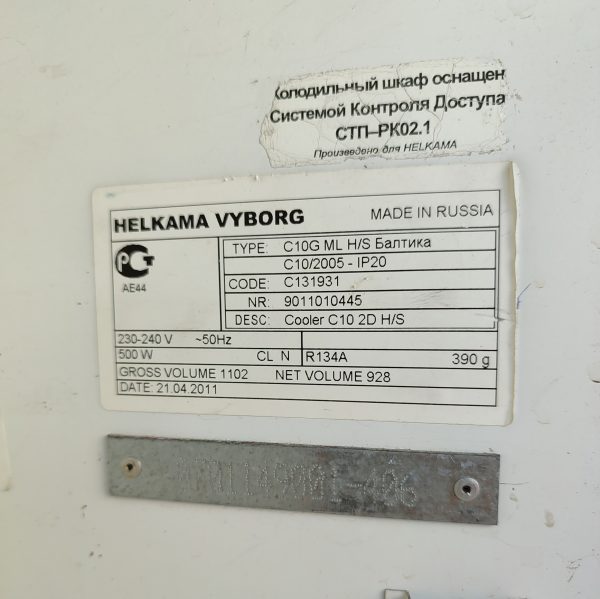 Холодильный шкаф оснащен
Системой Контроля Доступа
СТП–РК02.1
Произведено для HELKAMA
HELKAMA VYBORG MADE IN RUSSIA
РСТ
АЕ44
TYPE: C10G ML H/S Балтика
C10/2005 - IP20
CODE: C131931
NR: 9011010445
DESC: Cooler C10 2D H/S
230-240 V ~50Hz
500 W CL N R134A 390 g
GROSS VOLUME 1102 NET VOLUME 928
DATE: 21.04.2011